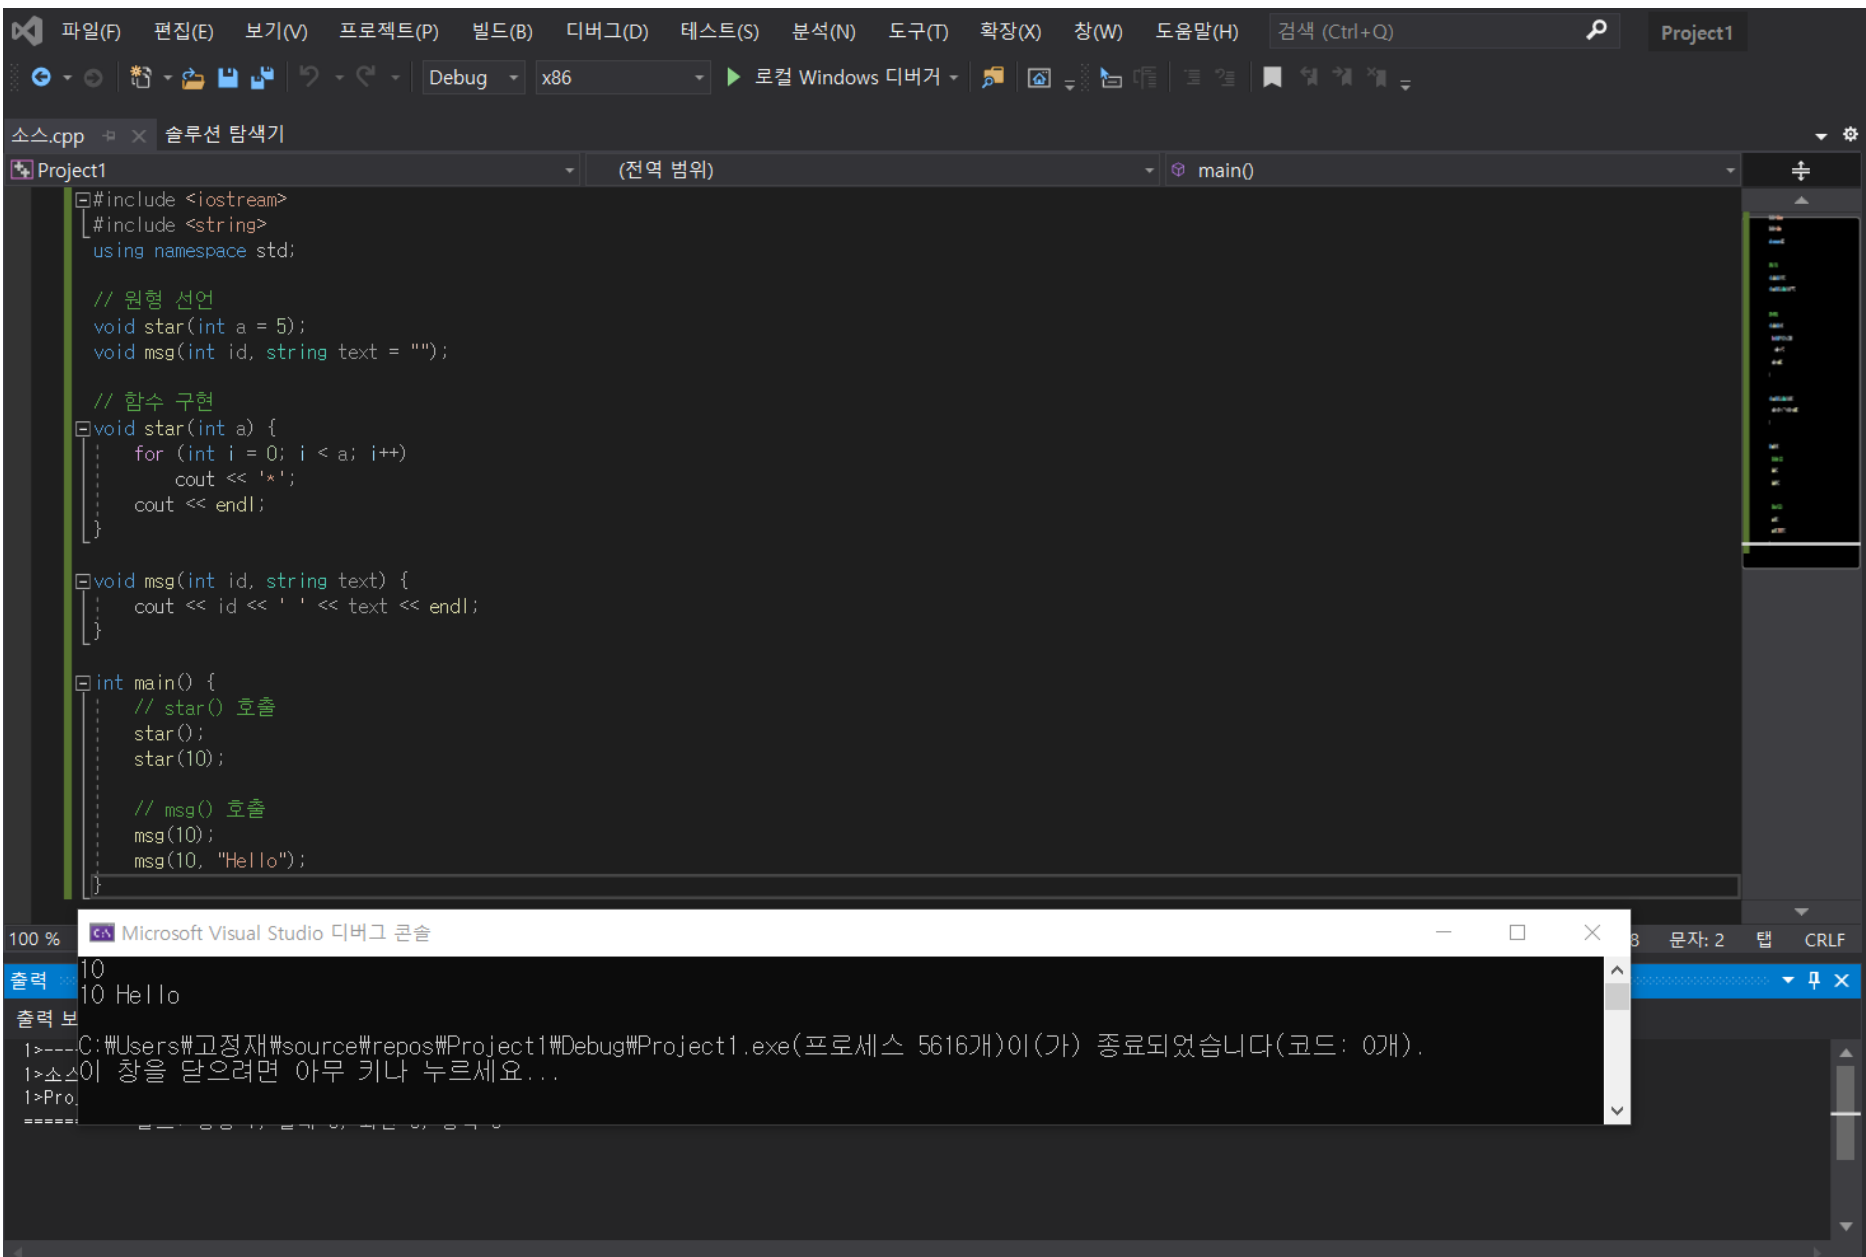 파일(F) 편집(E) 보기(V) 프로젝트(P) 빌드(B) 디버그(D) 테스트(S) 분석(N) 도구(T) 확장(X) 창(W) 도움말(H) 검색 (Ctrl+Q) Project1
Debug x86 로컬 Windows 디버거
소스.cpp 솔루션 탐색기
Project1 (전역 범위) main()
#include <iostream>
#include <string>
using namespace std;
// 원형 선언
void star(int a = 5);
void msg(int id, string text = "");
// 함수 구현
void star(int a) {
for (int i = 0; i < a; i++)
cout << '*';
cout << endl;
}
void msg(int id, string text) {
cout << id << ' ' << text << endl;
}
int main() {
// star() 호출
star();
star(10);
// msg() 호출
msg(10);
msg(10, "Hello");
}
100 % 문자: 2 탭 CRLF
Microsoft Visual Studio 디버그 콘솔
출력
출력 보
10
10 Hello
C:₩Users₩고정재₩source₩repos₩Project1₩Debug₩Project1.exe(프로세스 5616개)이(가) 종료되었습니다(코드: 0개).
이 창을 닫으려면 아무 키나 누르세요...
1>----
1>소스
1>Pro
======